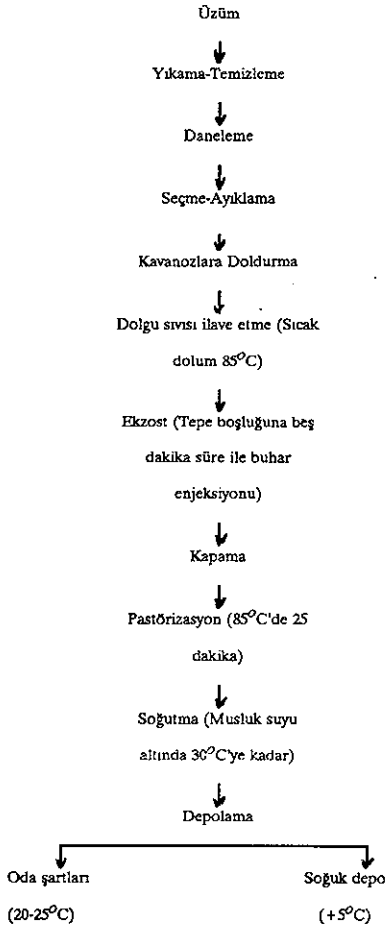 Üzüm
Yıkama-Temizleme
Daneleme
Seçme-Ayıklama
Kavanozlara Doldurma
Dolgu sıvısı ilave etme (Sıcak
dolum 85°C)
Ekzost (Tepe boşluğuna beş
dakika süre ile buhar
enjeksiyonu)
Kapama
Pastörizasyon (85°C'de 25
dakika)
Soğutma (Musluk suyu
altında 30°C'ye kadar)
Depolama
Oda şartları Soğuk depo
(20-25°C) (+5°C)